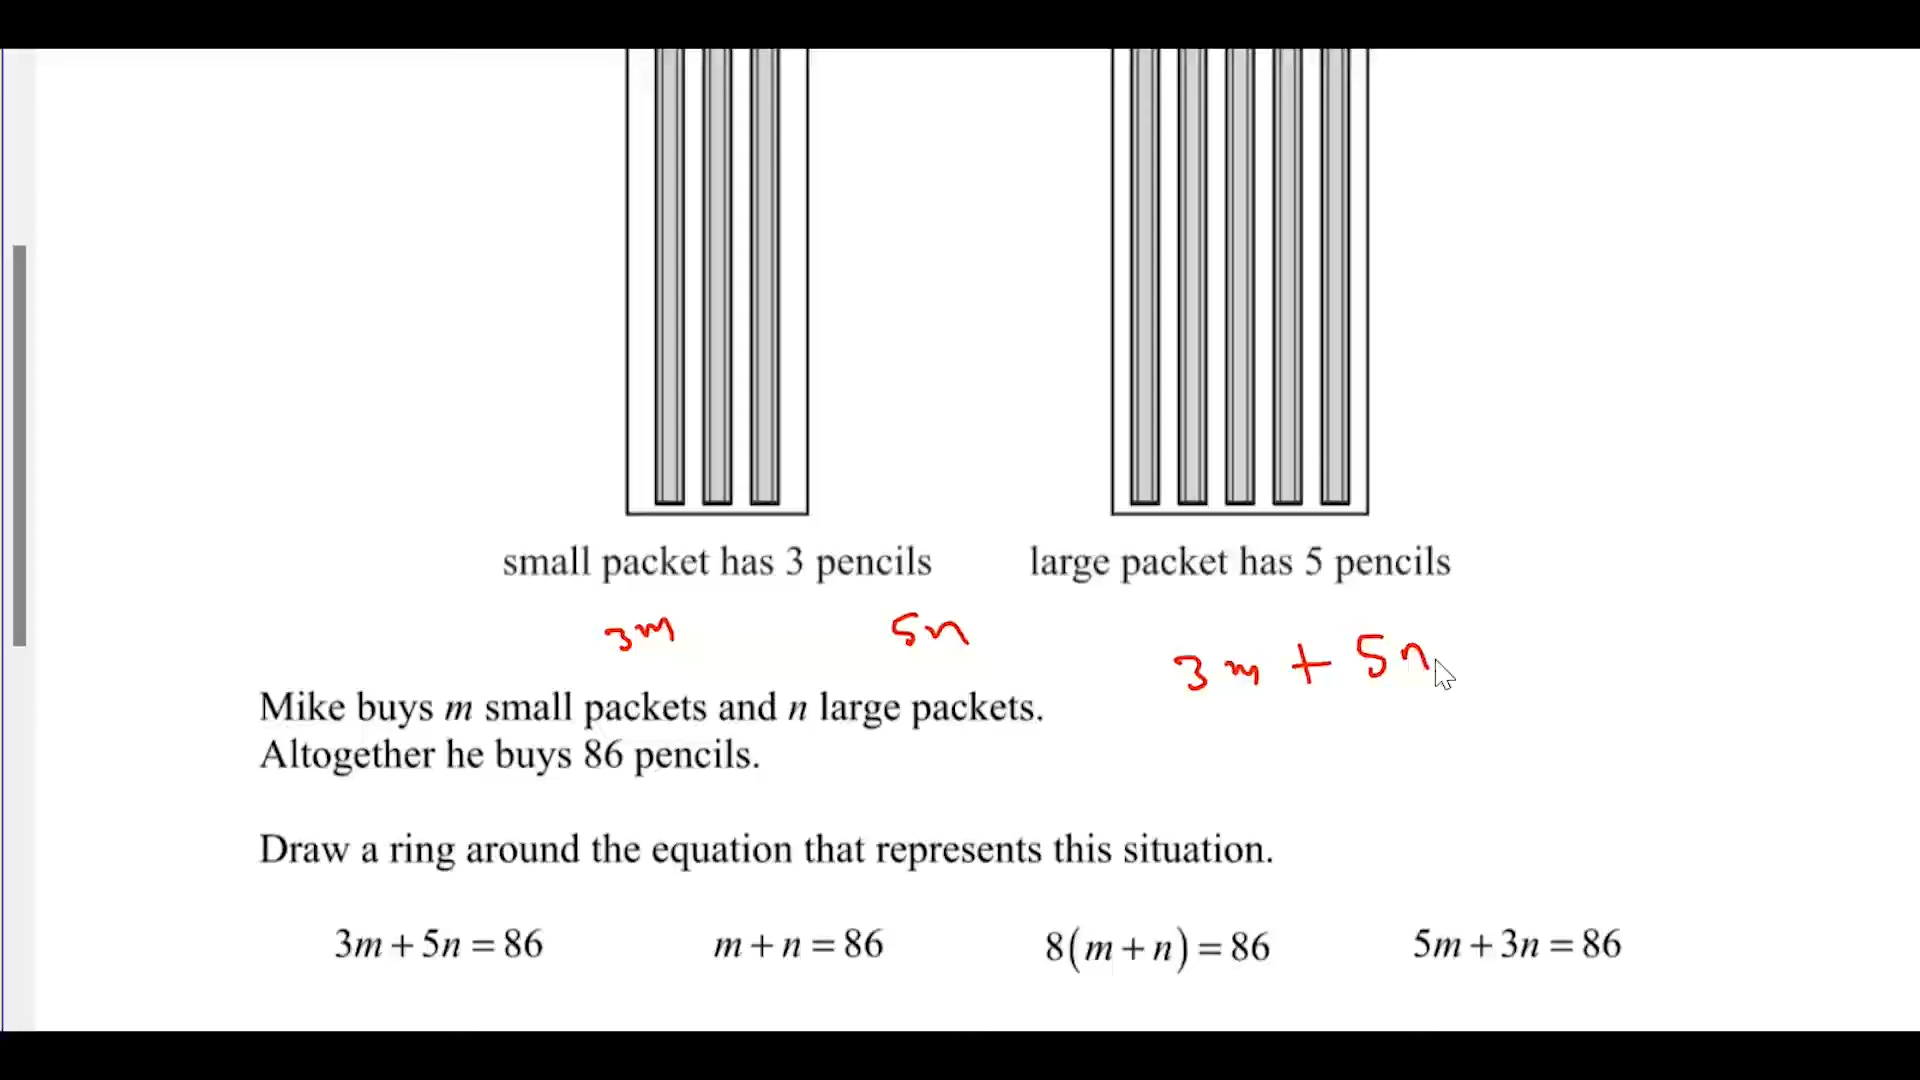 small packet has 3 pencils
large packet has 5 pencils
3m
5n
3m + 5n
Mike buys m small packets and n large packets.
Altogether he buys 86 pencils.
Draw a ring around the equation that represents this situation.
3m + 5n = 86
m + n = 86
8(m + n) = 86
5m + 3n = 86